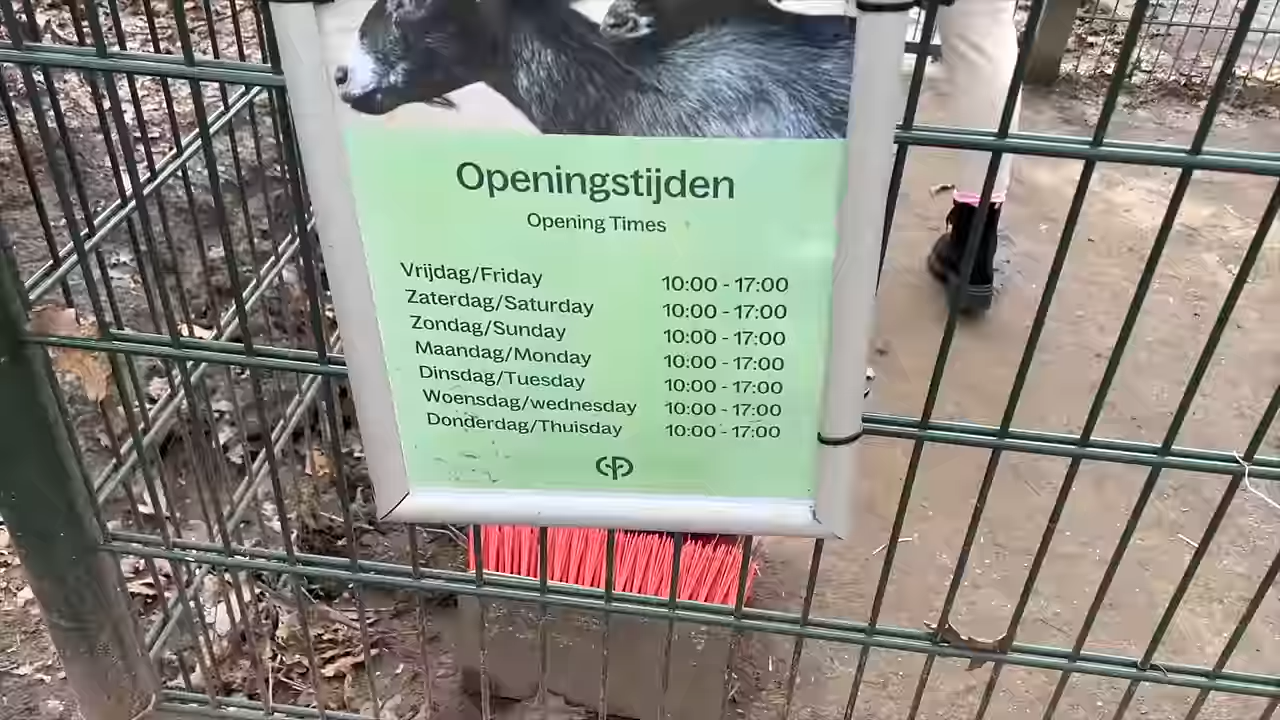 Openingstijden
Opening Times
Vrijdag/Friday 10:00 - 17:00
Zaterdag/Saturday 10:00 - 17:00
Zondag/Sunday 10:00 - 17:00
Maandag/Monday 10:00 - 17:00
Dinsdag/Tuesday 10:00 - 17:00
Woensdag/wednesday 10:00 - 17:00
Donderdag/Thuisday 10:00 - 17:00